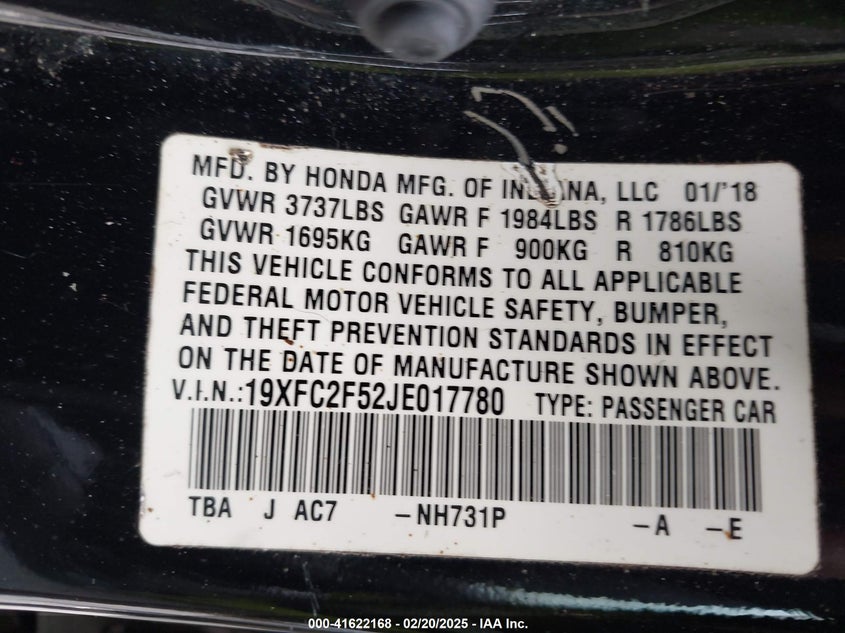 MFD. BY HONDA MFG. OF INDIANA, LLC 01/'18
GVWR 3737LBS GAWR F 1984LBS R 1786LBS
GVWR 1695KG GAWR F 900KG R 810KG
THIS VEHICLE CONFORMS TO ALL APPLICABLE
FEDERAL MOTOR VEHICLE SAFETY, BUMPER,
AND THEFT PREVENTION STANDARDS IN EFFECT
ON THE DATE OF MANUFACTURE SHOWN ABOVE.
V.I.N.:19XFC2F52JE017780 TYPE: PASSENGER CAR
TBA J AC7 -NH731P -A -E
000-41622168 - 02/20/2025 - IAA Inc.